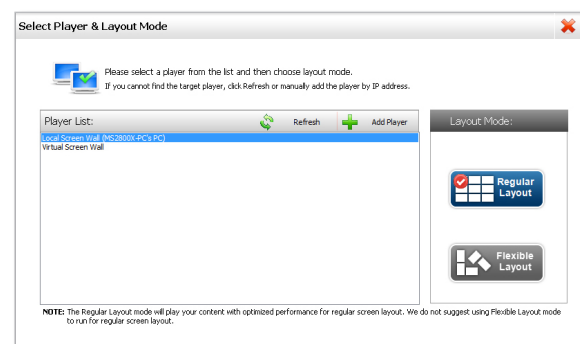 Select Player & Layout Mode
Please select a player from the list and then choose layout mode.
If you cannot find the target player, click Refresh or manually add the player by IP address.
Player List:
Refresh
Add Player
Layout Mode:
Local Screen Wall (MS2800X-PC's PC)
Virtual Screen Wall
Regular
Layout
Flexible
Layout
NOTE: The Regular Layout mode will play your content with optimized performance for regular screen layout. We do not suggest using Flexible Layout mode
to run for regular screen layout.